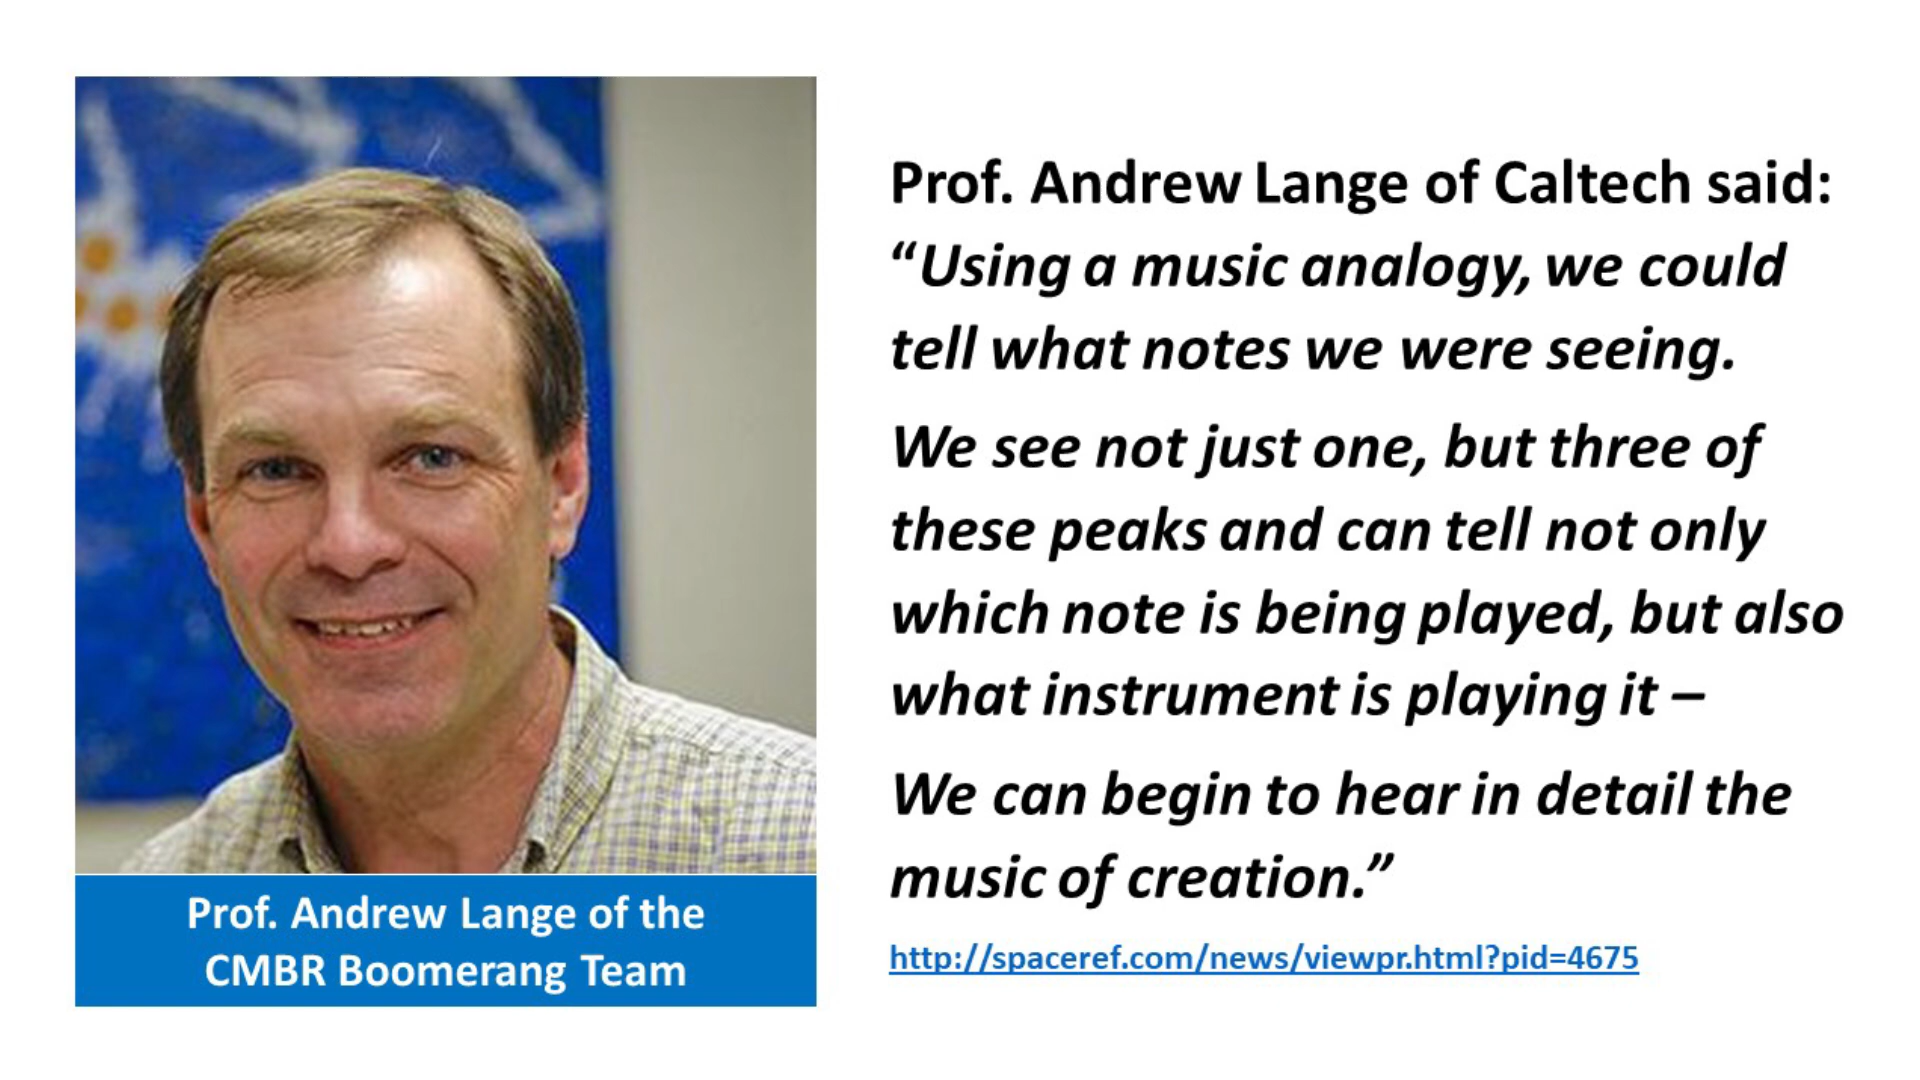 Prof. Andrew Lange of Caltech said:
“Using a music analogy, we could
tell what notes we were seeing.
We see not just one, but three of
these peaks and can tell not only
which note is being played, but also
what instrument is playing it –
We can begin to hear in detail the
music of creation.”
http://spaceref.com/news/viewpr.html?pid=4675
Prof. Andrew Lange of the
CMBR Boomerang Team